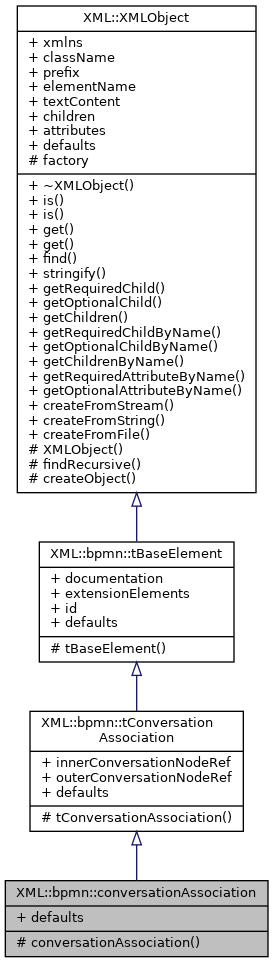 XML::XMLObject
+ xmlns
+ className
+ prefix
+ elementName
+ textContent
+ children
+ attributes
+ defaults
# factory
+ ~XMLObject()
+ is()
+ is()
+ get()
+ get()
+ find()
+ stringify()
+ getRequiredChild()
+ getOptionalChild()
+ getChildren()
+ getRequiredChildByName()
+ getOptionalChildByName()
+ getChildrenByName()
+ getRequiredAttributeByName()
+ getOptionalAttributeByName()
+ createFromStream()
+ createFromString()
+ createFromFile()
# XMLObject()
# findRecursive()
# createObject()
XML::bpmn::tBaseElement
+ documentation
+ extensionElements
+ id
+ defaults
# tBaseElement()
XML::bpmn::tConversation
Association
+ innerConversationNodeRef
+ outerConversationNodeRef
+ defaults
# tConversationAssociation()
XML::bpmn::conversationAssociation
+ defaults
# conversationAssociation()